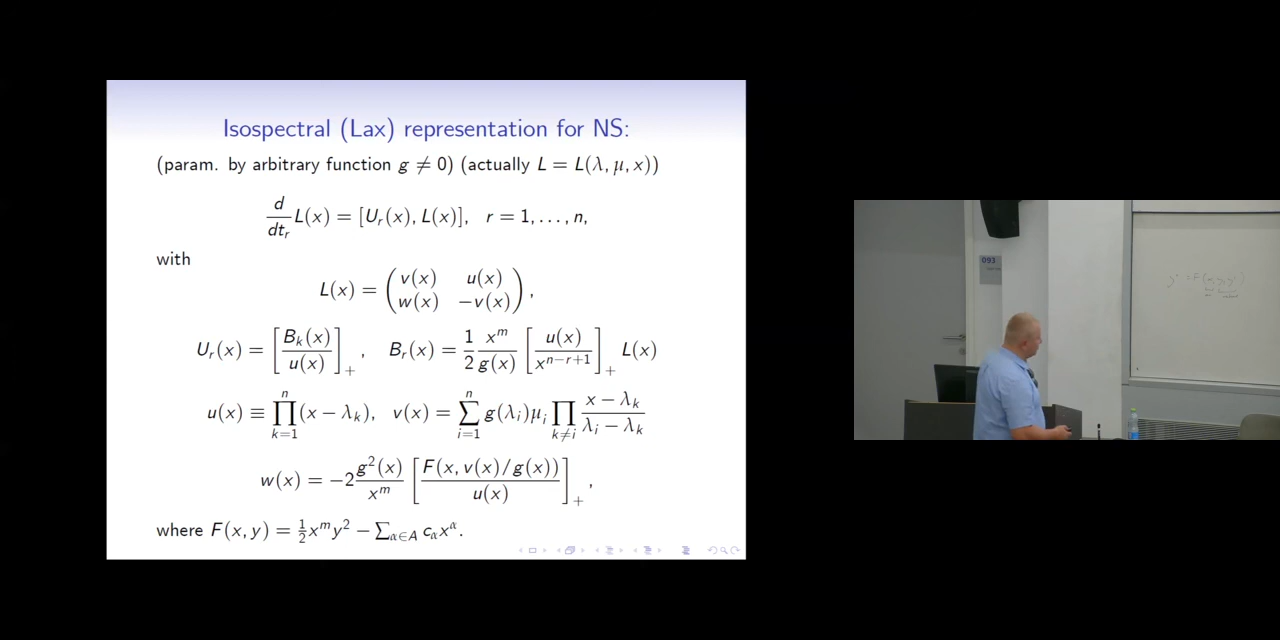 Isospectral (Lax) representation for NS:
(param. by arbitrary function g ≠ 0) (actually L = L(λ, μ, x))
d/dt_r L(x) = [U_r(x), L(x)], r = 1, . . . , n,
with
L(x) = ( v(x) u(x) ; w(x) −v(x) ),
U_r(x) = [ B_k(x) / u(x) ]_+ , B_r(x) = 1/2 x^m / g(x) [ u(x) / x^{n−r+1} ]_+ L(x)
u(x) ≡ ∏_{k=1}^{n} (x − λ_k), v(x) = ∑_{i=1}^{n} g(λ_i)μ_i ∏_{k≠i} (x − λ_k) / (λ_i − λ_k)
w(x) = −2 g²(x) / x^m [ F(x, v(x)/g(x)) / u(x) ]_+ ,
where F(x, y) = ½x^m y² − ∑_{α∈A} c_α x^α.
093